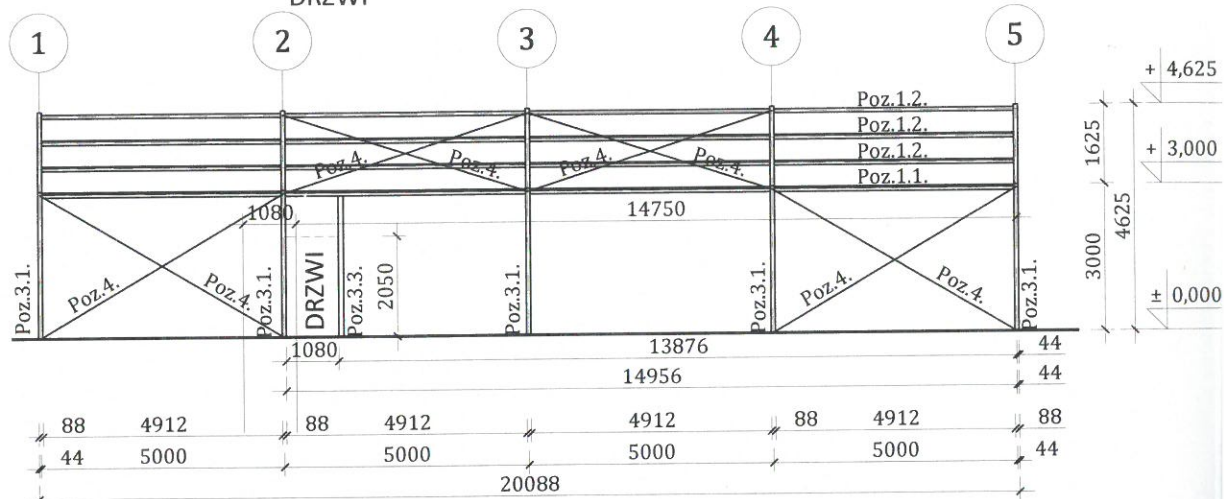 DRZWI
1 2 3 4 5
+ 4,625
Poz.1.2.
Poz.1.2.
Poz.1.2.
Poz.1.1.
Poz.4. Poz.4. Poz.4. Poz.4.
1625
+ 3,000
1080 14750
4625
3000
2050
DRZWI
Poz.3.1. Poz.4. Poz.4. Poz.3.1. Poz.3.3. Poz.3.1. Poz.3.1. Poz.4. Poz.4. Poz.3.1.
± 0,000
1080 13876 44
14956 44
88 4912 88 4912 4912 88 4912 88
44 5000 5000 5000 5000 44
20088